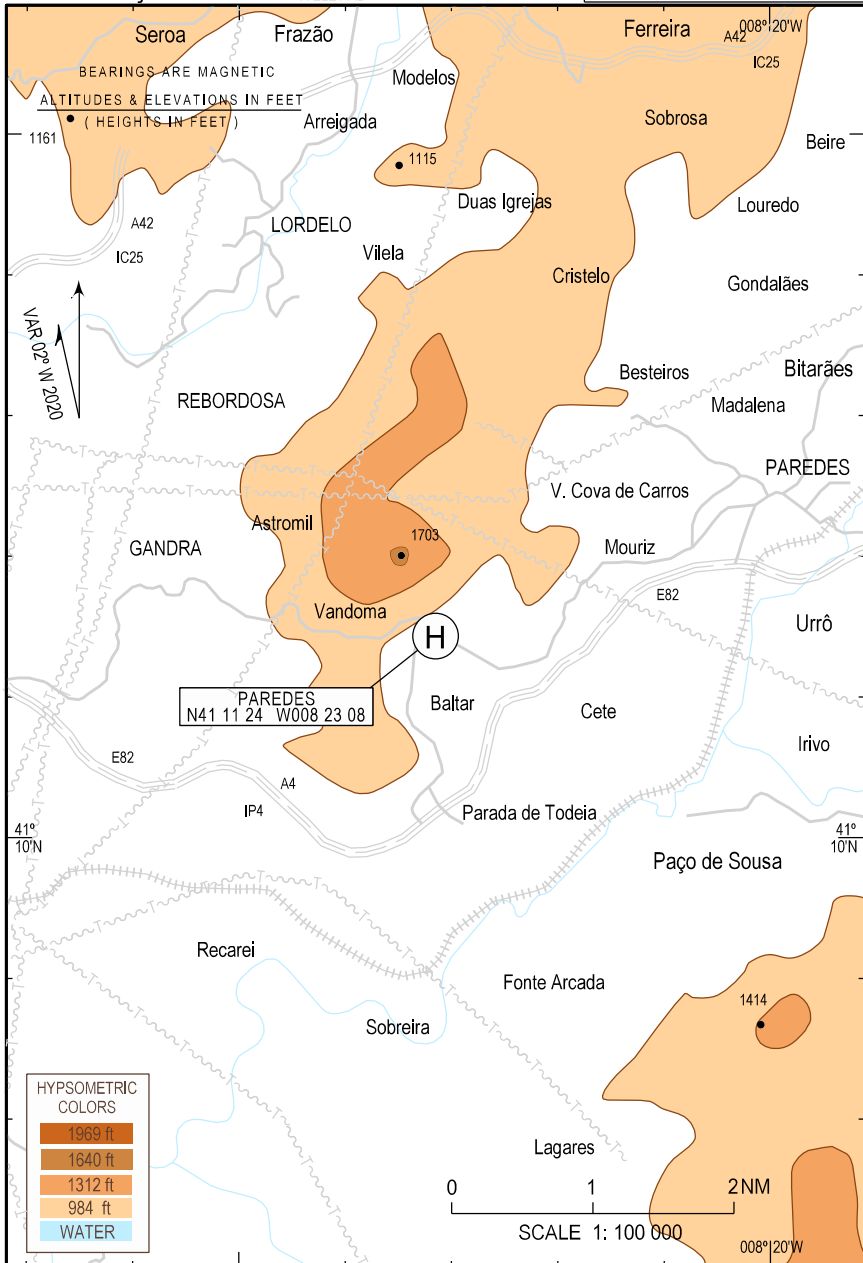 Seroa
Frazão
Ferreira
008º 20'W
A42
IC25
BEARINGS ARE MAGNETIC
ALTITUDES & ELEVATIONS IN FEET
( HEIGHTS IN FEET )
Modelos
Arreigada
Sobrosa
Beire
1161
1115
Duas Igrejas
Louredo
A42
IC25
LORDELO
Vilela
Cristelo
Gondalães
VAR 02º W 2020
REBORDOSA
Besteiros
Bitarães
Madalena
PAREDES
V. Cova de Carros
Astromil
GANDRA
1703
Mouriz
E82
Vandoma
Urrô
H
PAREDES
N41 11 24 W008 23 08
Baltar
Cete
Irivo
E82
A4
IP4
Parada de Todeia
41º
10'N
41º
10'N
Paço de Sousa
Recarei
Fonte Arcada
1414
Sobreira
HYPSOMETRIC
COLORS
1969 ft
1640 ft
1312 ft
984 ft
WATER
Lagares
0 1 2 NM
SCALE 1: 100 000
008º 20'W